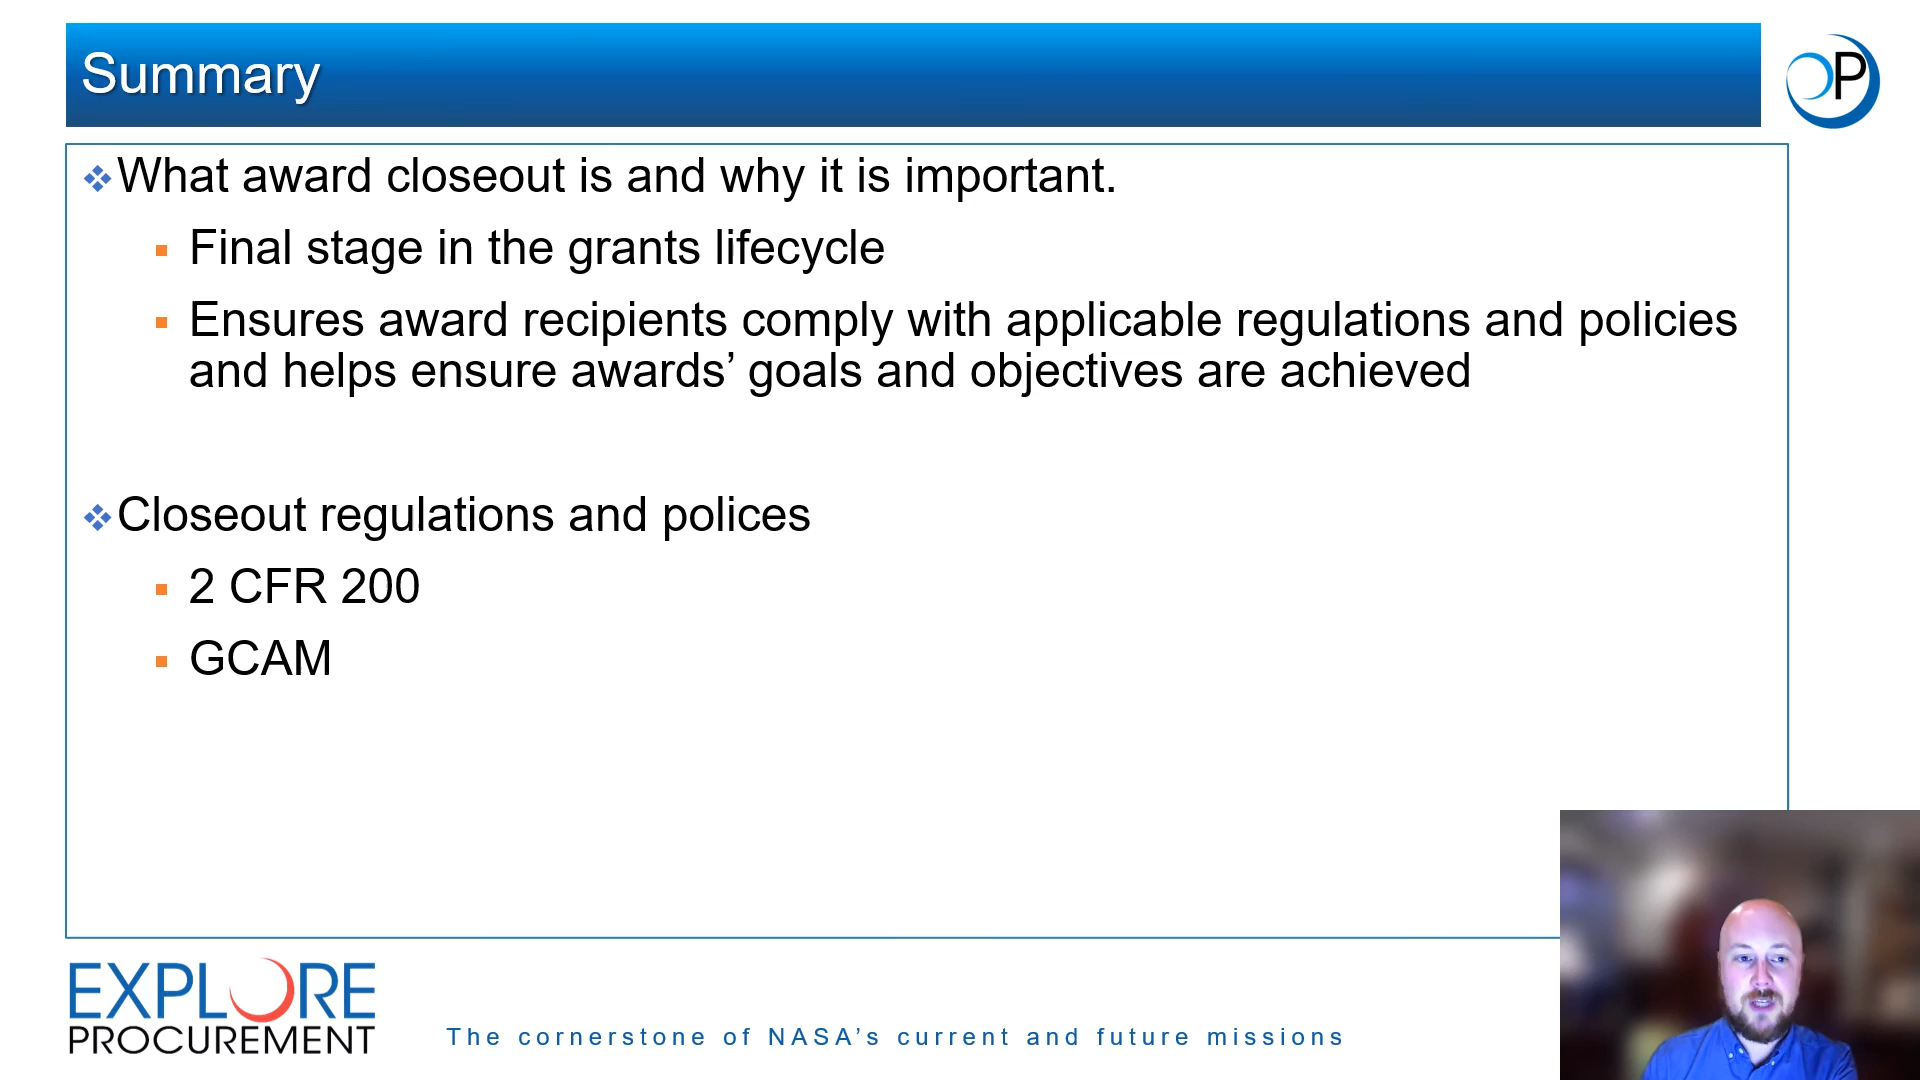 Summary
OP
What award closeout is and why it is important.
Final stage in the grants lifecycle
Ensures award recipients comply with applicable regulations and policies
and helps ensure awards’ goals and objectives are achieved
Closeout regulations and polices
2 CFR 200
GCAM
EXPLORE
PROCUREMENT
The cornerstone of NASA’s current and future missions